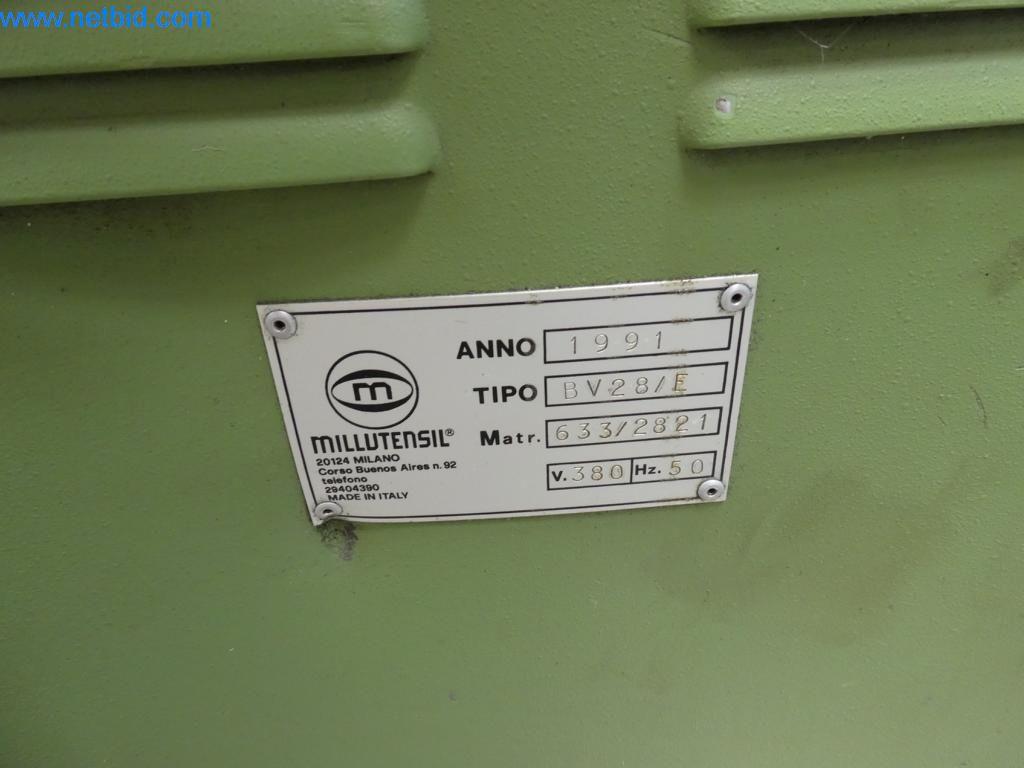 www.netbid.com
ANNO 1991
TIPO BV28/E
Matr. 633/2821
V. 380 Hz. 50
m
MILLUTENSIL®
20124 MILANO
Corso Buenos Aires n. 92
telefono
29404390
MADE IN ITALY